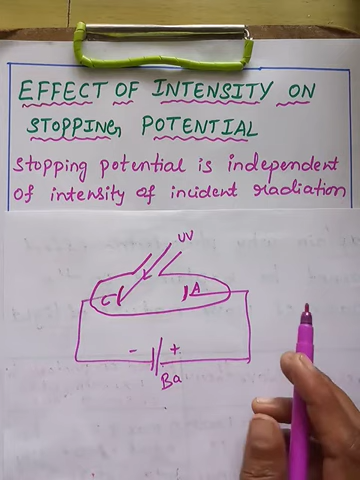 EFFECT OF INTENSITY ON
STOPPING POTENTIAL
Stopping potential is independent
of intensity of incident radiation
UV
C
A
- +
Ba